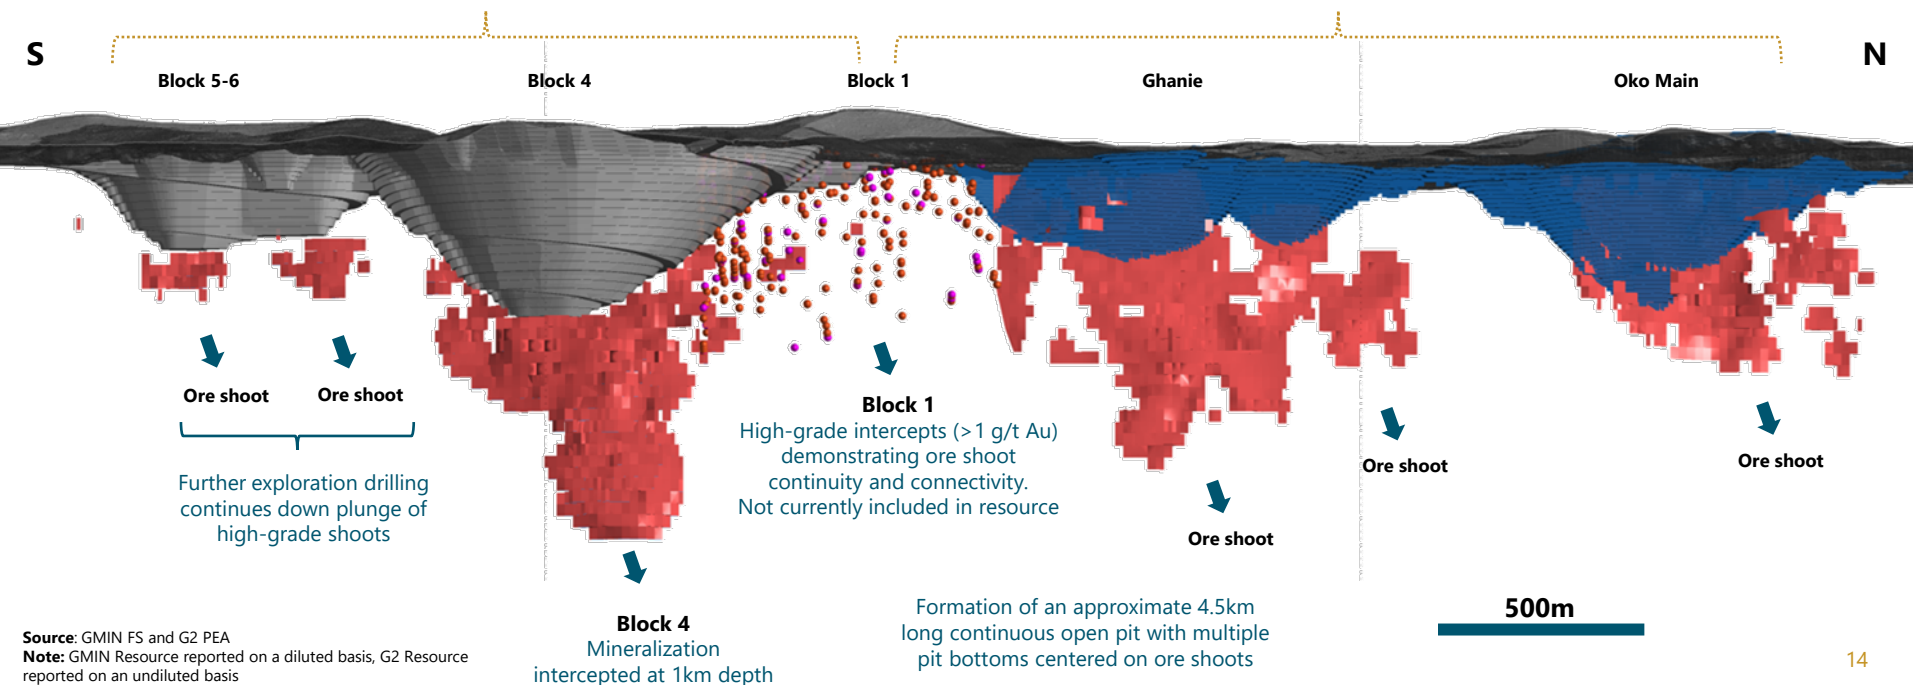 S
N
Block 5-6
Block 4
Block 1
Ghanie
Oko Main
Ore shoot
Ore shoot
Further exploration drilling
continues down plunge of
high-grade shoots
Block 1
High-grade intercepts (>1 g/t Au)
demonstrating ore shoot
continuity and connectivity.
Not currently included in resource
Ore shoot
Ore shoot
Ore shoot
Block 4
Mineralization
intercepted at 1km depth
Formation of an approximate 4.5km
long continuous open pit with multiple
pit bottoms centered on ore shoots
500m
Source: GMIN FS and G2 PEA
Note: GMIN Resource reported on a diluted basis, G2 Resource
reported on an undiluted basis
14